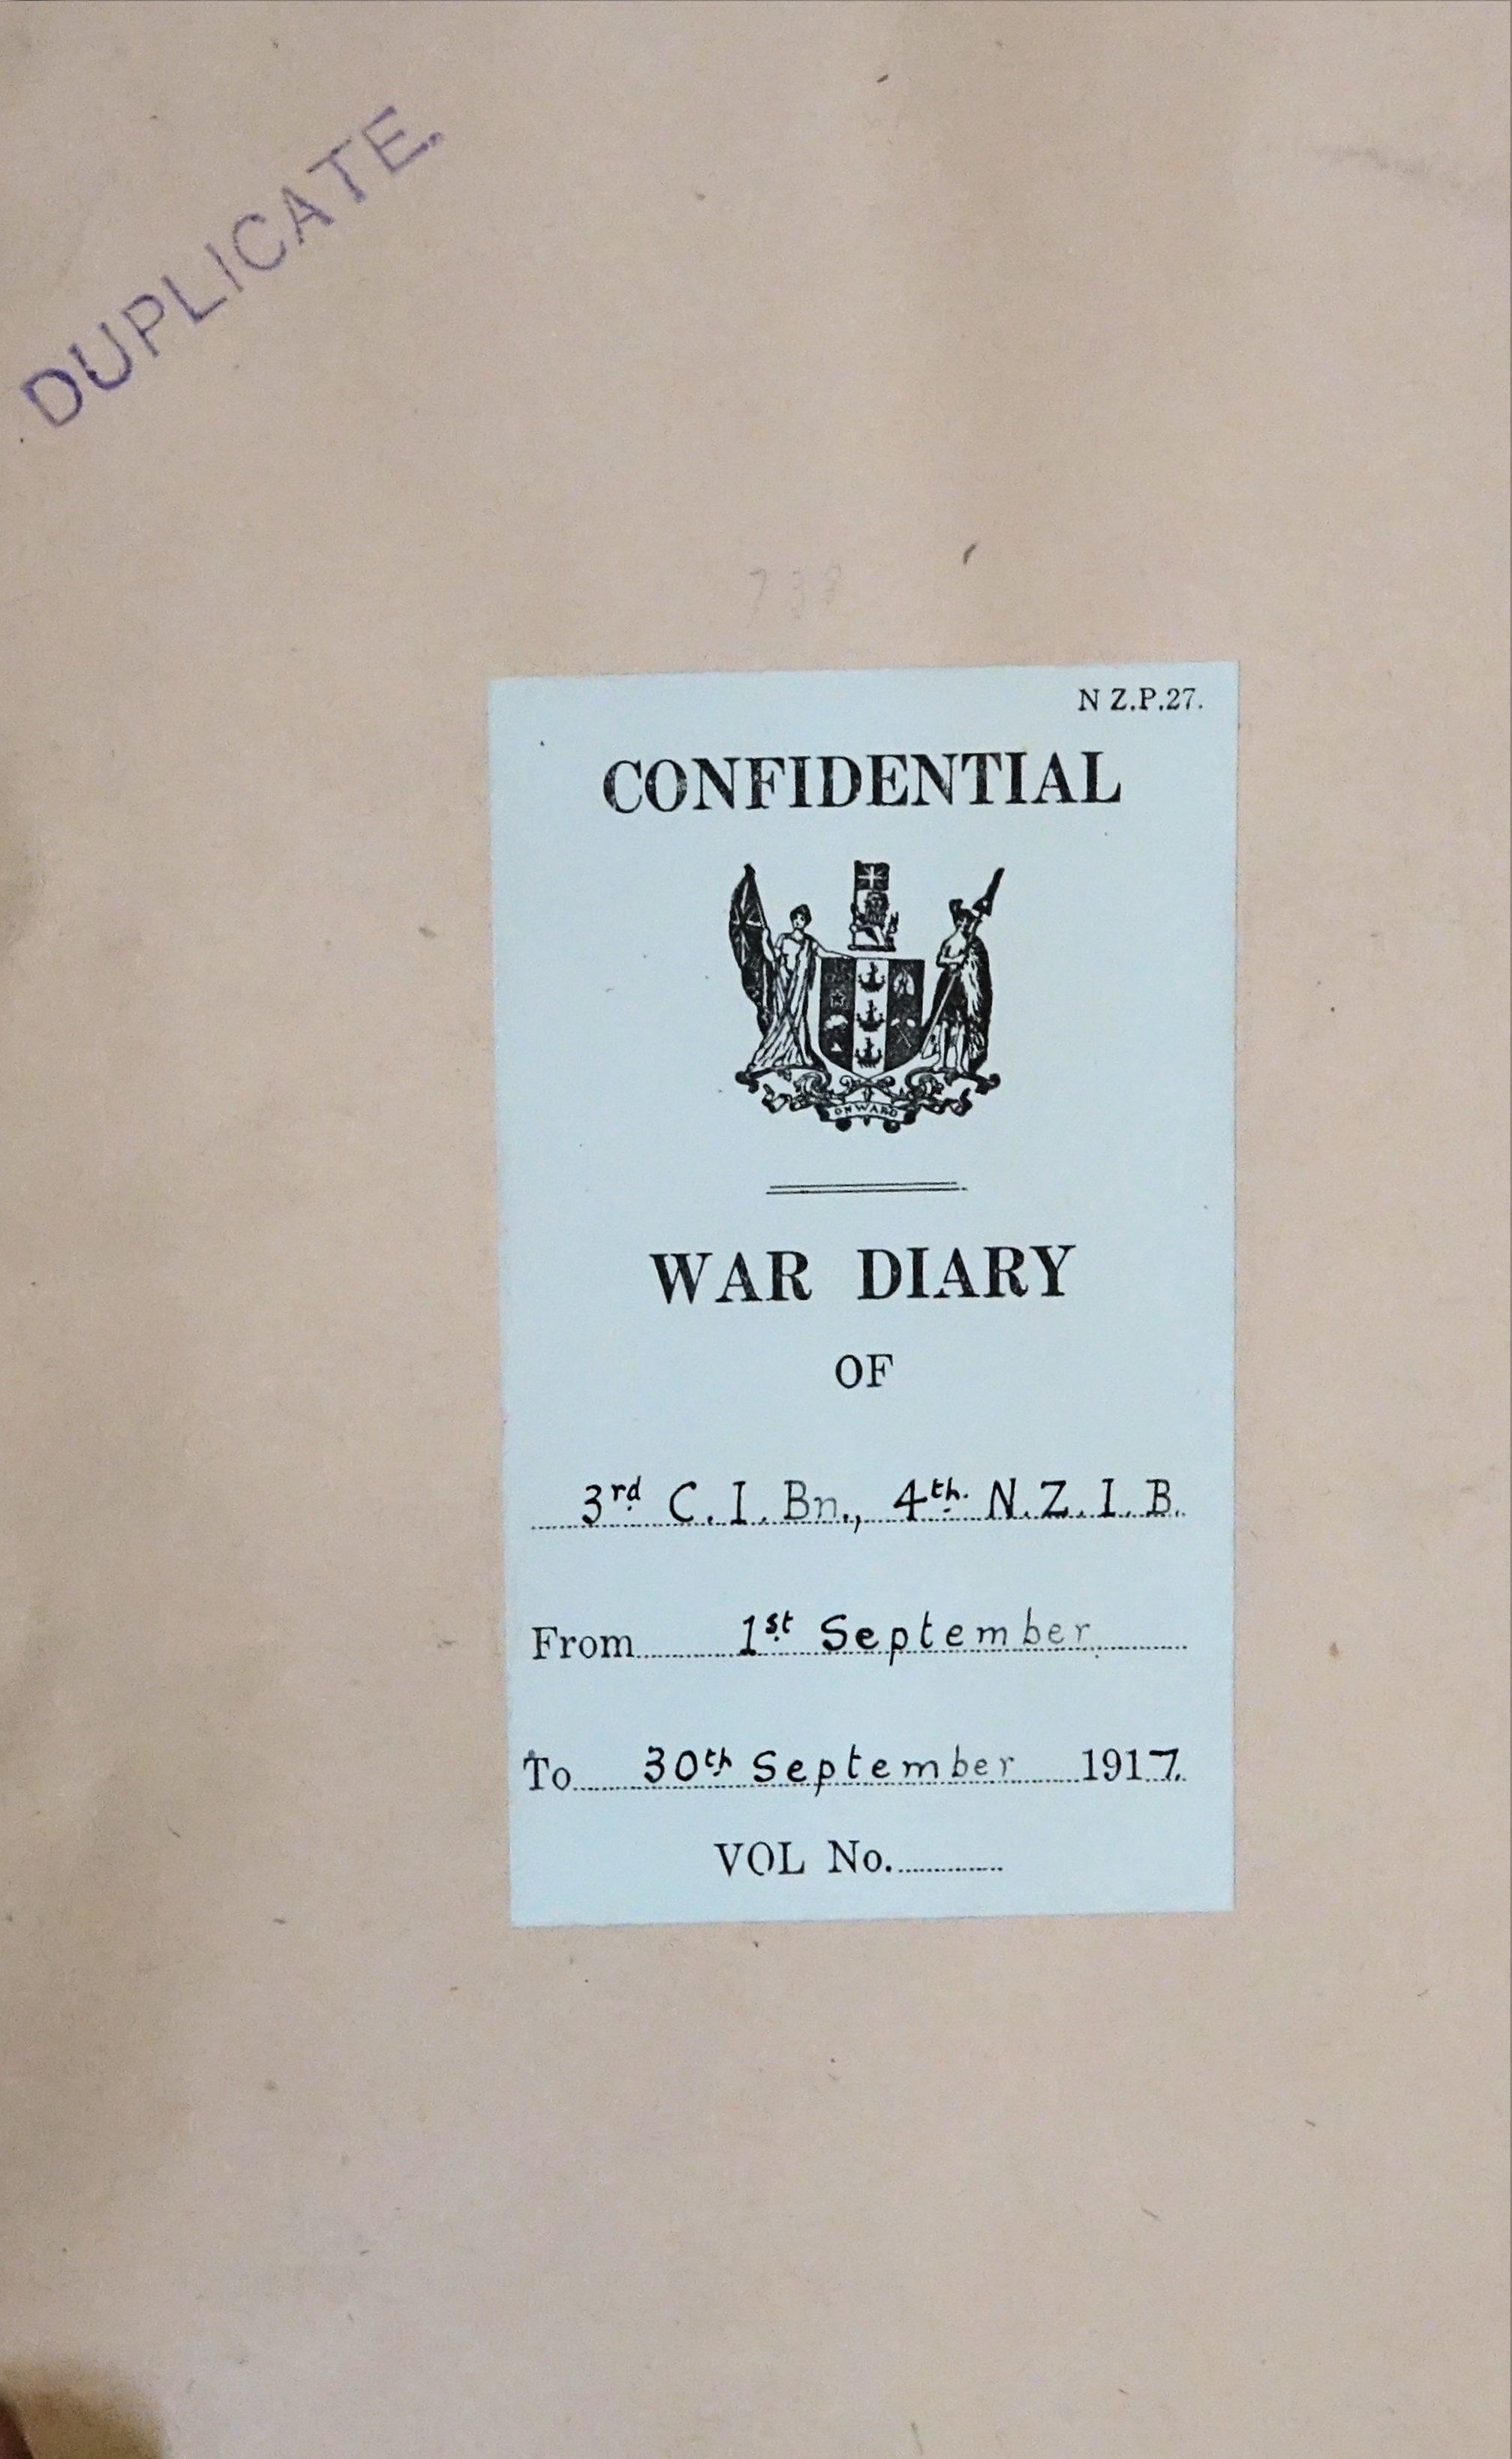 DUPLICATE.
N Z.P.27.
CONFIDENTIAL
ONWARD
WAR DIARY
OF
3rd C. I. Bn., 4th. N. Z. I. B.
From 1st September
To 30th September 1917.
VOL No.